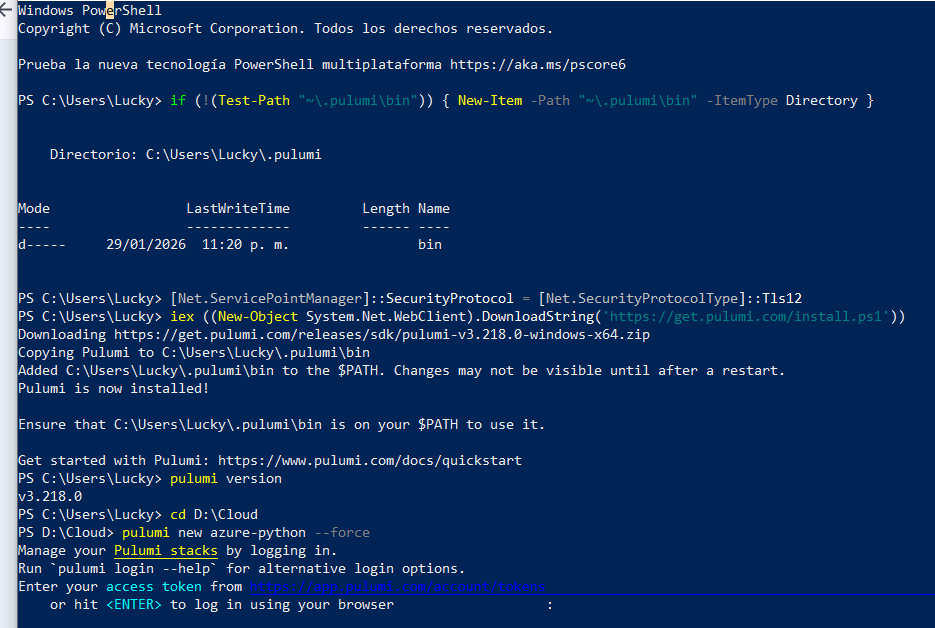 Windows PowerShell
Copyright (C) Microsoft Corporation. Todos los derechos reservados.
Prueba la nueva tecnología PowerShell multiplataforma https://aka.ms/pscore6
PS C:\Users\Lucky> if (!(Test-Path "~\.pulumi\bin")) { New-Item -Path "~\.pulumi\bin" -ItemType Directory }
Directorio: C:\Users\Lucky\.pulumi
Mode LastWriteTime Length Name
---- ------------- ------ ----
d----- 29/01/2026 11:20 p. m. bin
PS C:\Users\Lucky> [Net.ServicePointManager]::SecurityProtocol = [Net.SecurityProtocolType]::Tls12
PS C:\Users\Lucky> iex ((New-Object System.Net.WebClient).DownloadString('https://get.pulumi.com/install.ps1'))
Downloading https://get.pulumi.com/releases/sdk/pulumi-v3.218.0-windows-x64.zip
Copying Pulumi to C:\Users\Lucky\.pulumi\bin
Added C:\Users\Lucky\.pulumi\bin to the $PATH. Changes may not be visible until after a restart.
Pulumi is now installed!
Ensure that C:\Users\Lucky\.pulumi\bin is on your $PATH to use it.
Get started with Pulumi: https://www.pulumi.com/docs/quickstart
PS C:\Users\Lucky> pulumi version
v3.218.0
PS C:\Users\Lucky> cd D:\Cloud
PS D:\Cloud> pulumi new azure-python --force
Manage your Pulumi stacks by logging in.
Run `pulumi login --help` for alternative login options.
Enter your access token from https://app.pulumi.com/account/tokens
or hit <ENTER> to log in using your browser :